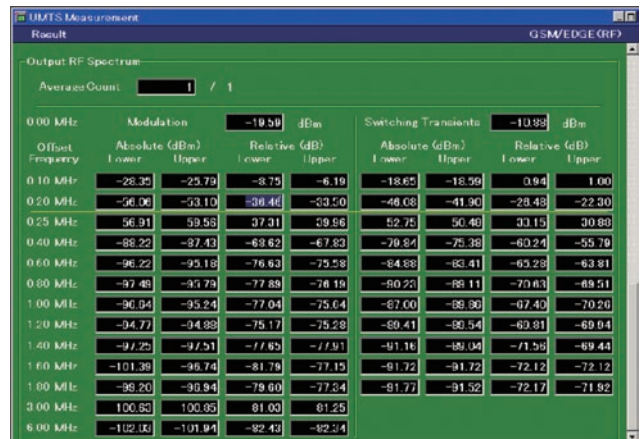 UMTS Measurement
Result GSM/EDGE(RF)
Output RF Spectrum
Average Count 1 / 1
0.00 MHz Modulation -19.59 dBm Switching Transients dBm
Offset Frequency Absolute (dBm) Relative (dB) Absolute (dBm) Relative (dB)
Lower Upper Lower Upper Lower Upper Lower Upper
0.10 MHz -28.35 -25.79 -8.75 -6.19 -18.65 -18.59 0.94 1.00
0.20 MHz -56.06 -53.10 -36.46 -33.50 -46.08 -41.90 -26.48 -22.30
0.25 MHz 56.91 59.56 37.31 39.96 52.75 50.48 33.15 30.88
0.40 MHz -88.22 -87.43 -68.62 -67.83 -79.84 -75.38 -60.24 -55.79
0.60 MHz -96.22 -95.18 -76.63 -75.58 -84.88 -83.41 -65.28 -63.81
0.80 MHz -97.49 -95.79 -77.89 -76.19 -90.23 -89.11 -70.63 -69.51
1.00 MHz -96.64 -95.24 -77.04 -75.64 -87.00 -89.86 -67.40 -70.26
1.20 MHz -94.77 -94.88 -75.17 -75.28 -89.41 -89.54 -69.81 -69.94
1.40 MHz -97.25 -97.51 -77.65 -77.91 -91.16 -89.04 -71.56 -69.44
1.60 MHz -101.39 -96.74 -81.79 -77.15 -91.72 -91.72 -72.12 -72.12
1.80 MHz -99.20 -96.94 -79.60 -77.34 -91.77 -91.52 -72.17 -71.92
3.00 MHz 100.63 100.85 81.03 81.25
6.00 MHz -102.03 -101.94 -82.43 -82.34